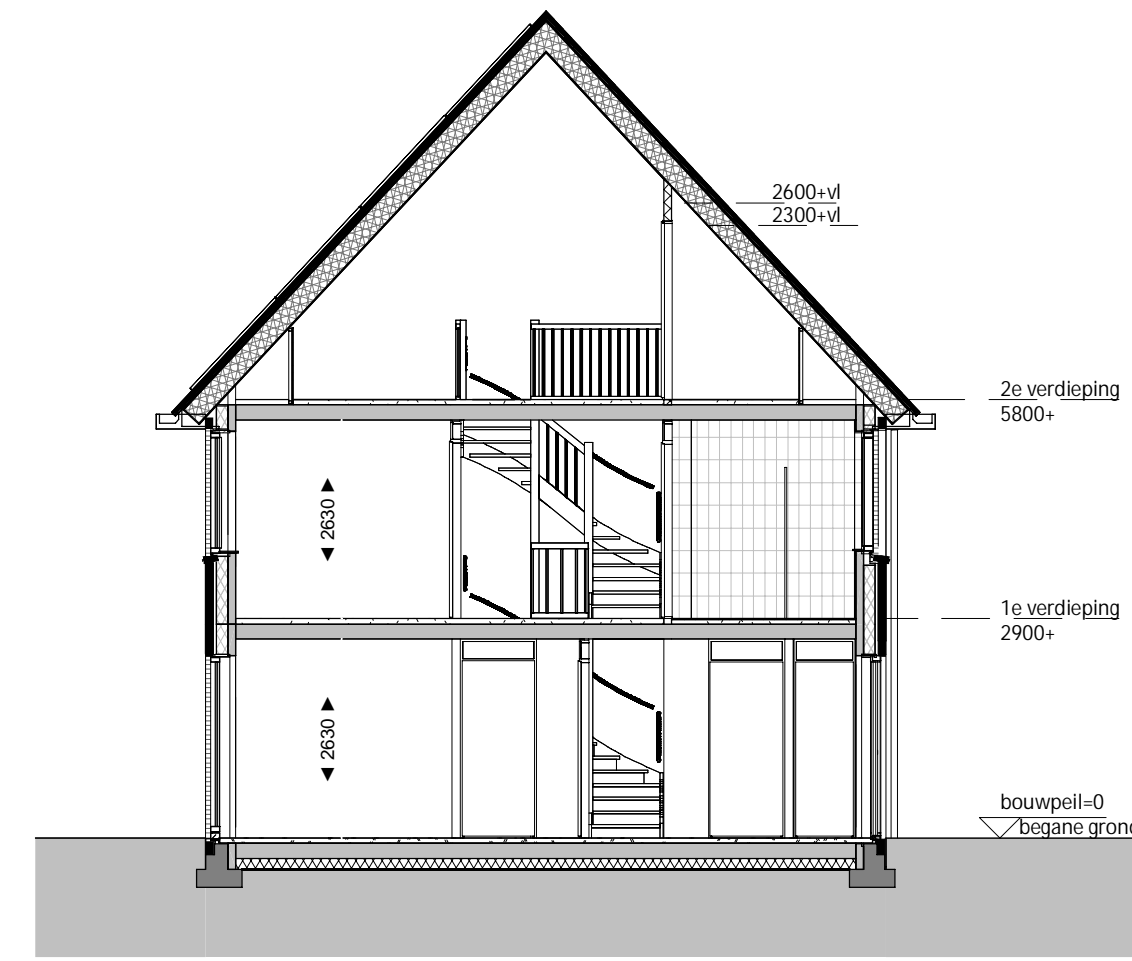 2600+vl
2300+vl
2e verdieping
5800+
2630
1e verdieping
2900+
2630
bouwpeil=0
begane grond